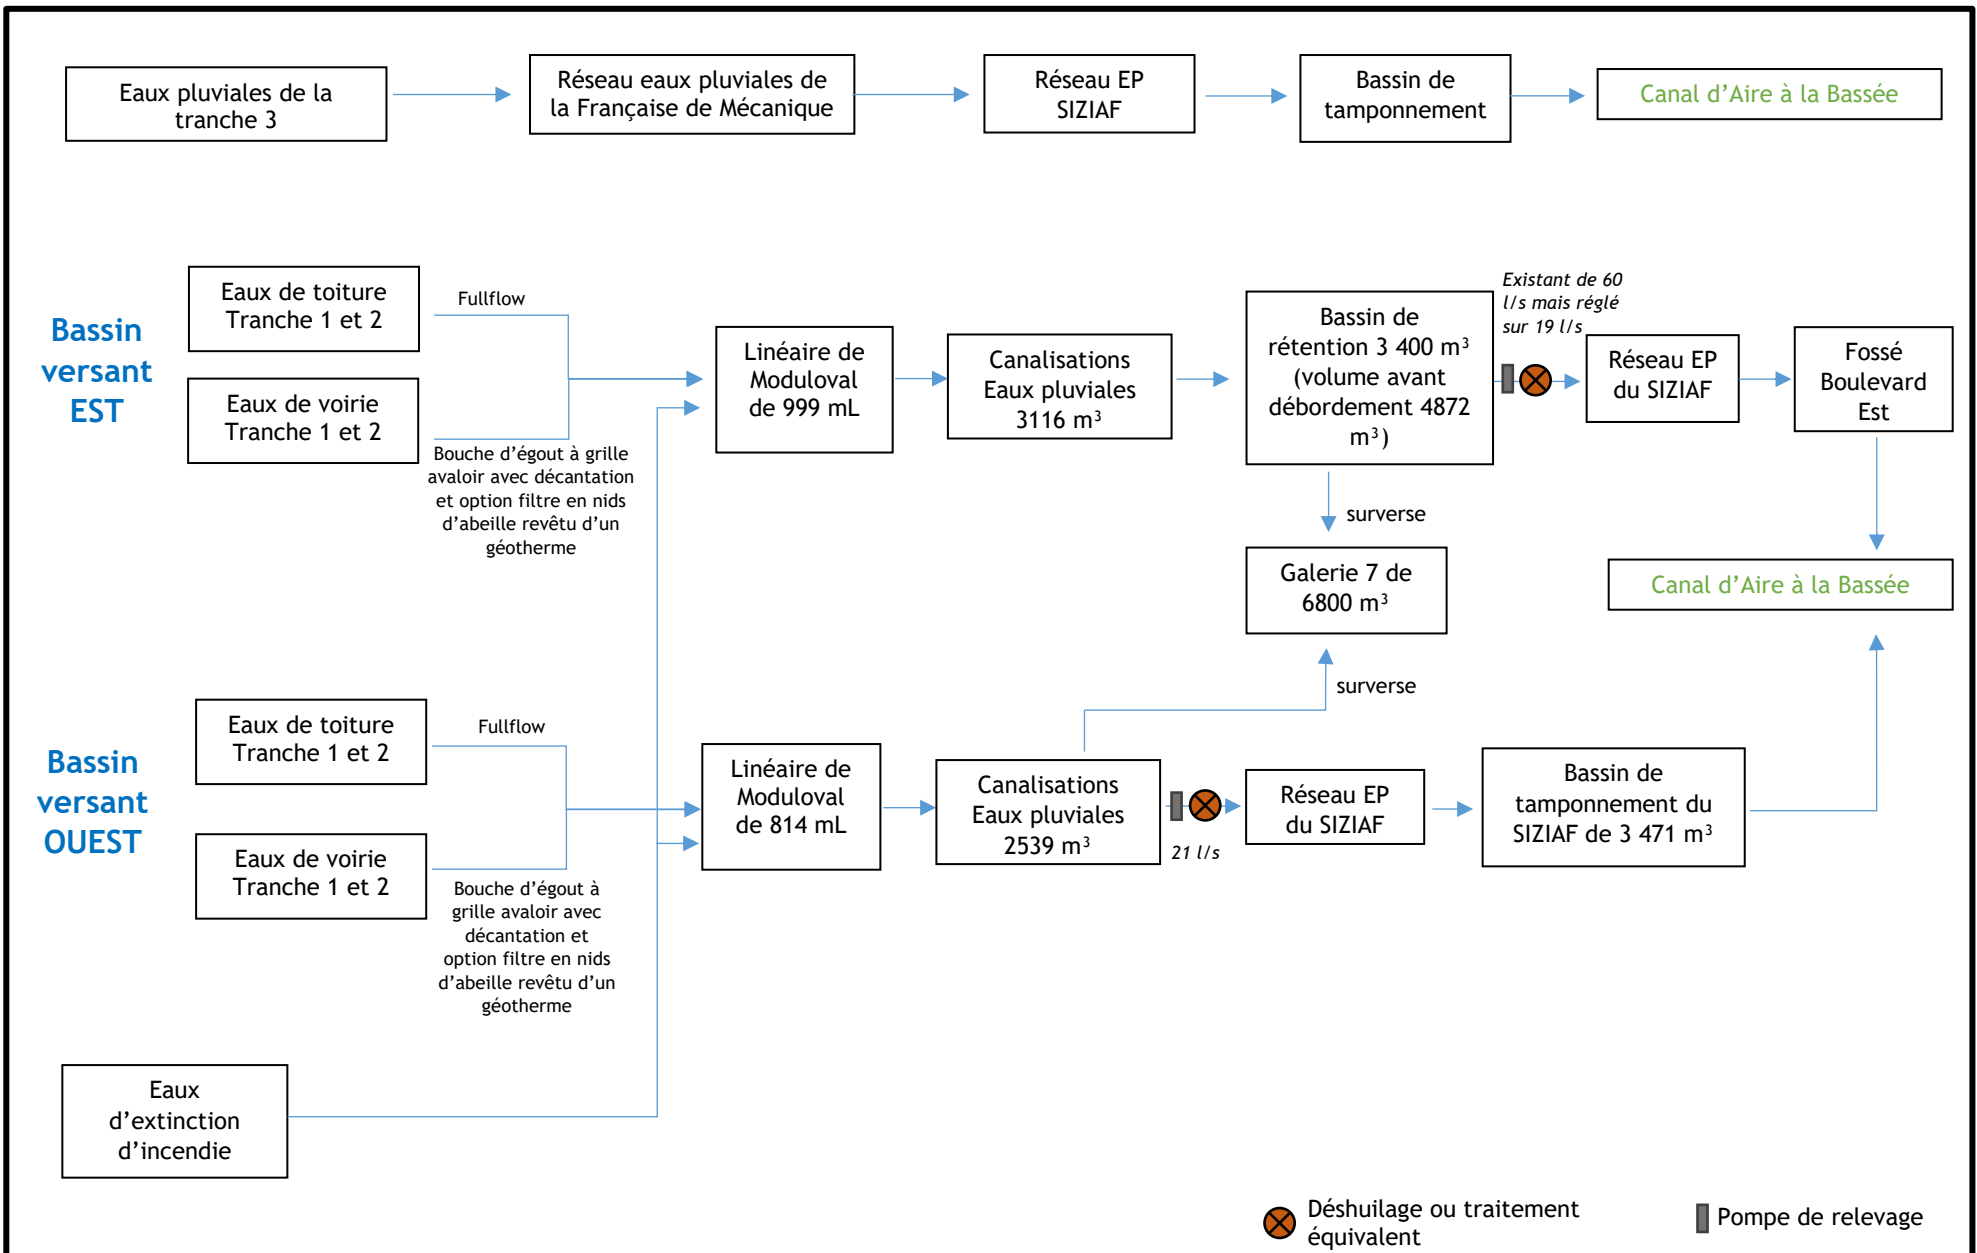 Eaux pluviales de la
tranche 3
Réseau eaux pluviales de
la Française de Mécanique
Réseau EP
SIZIAF
Bassin de
tamponnement
Canal d’Aire à la Bassée
Bassin
versant
EST
Eaux de toiture
Tranche 1 et 2
Fullflow
Eaux de voirie
Tranche 1 et 2
Bouche d’égout à grille
avaloir avec décantation
et option filtre en nids
d’abeille revêtu d’un
géotherme
Linéaire de
Moduloval
de 999 mL
Canalisations
Eaux pluviales
3116 m³
Bassin de
rétention 3 400 m³
(volume avant
débordement 4872
m³)
Existant de 60
l/s mais réglé
sur 19 l/s
Réseau EP
du SIZIAF
Fossé
Boulevard
Est
surverse
Galerie 7 de
6800 m³
Canal d’Aire à la Bassée
surverse
Bassin
versant
OUEST
Eaux de toiture
Tranche 1 et 2
Fullflow
Eaux de voirie
Tranche 1 et 2
Bouche d’égout à
grille avaloir avec
décantation et
option filtre en nids
d’abeille revêtu d’un
géotherme
Linéaire de
Moduloval
de 814 mL
Canalisations
Eaux pluviales
2539 m³
21 l/s
Réseau EP
du SIZIAF
Bassin de
tamponnement du
SIZIAF de 3 471 m³
Eaux
d’extinction
d’incendie
Déshuilage ou traitement
équivalent
Pompe de relevage